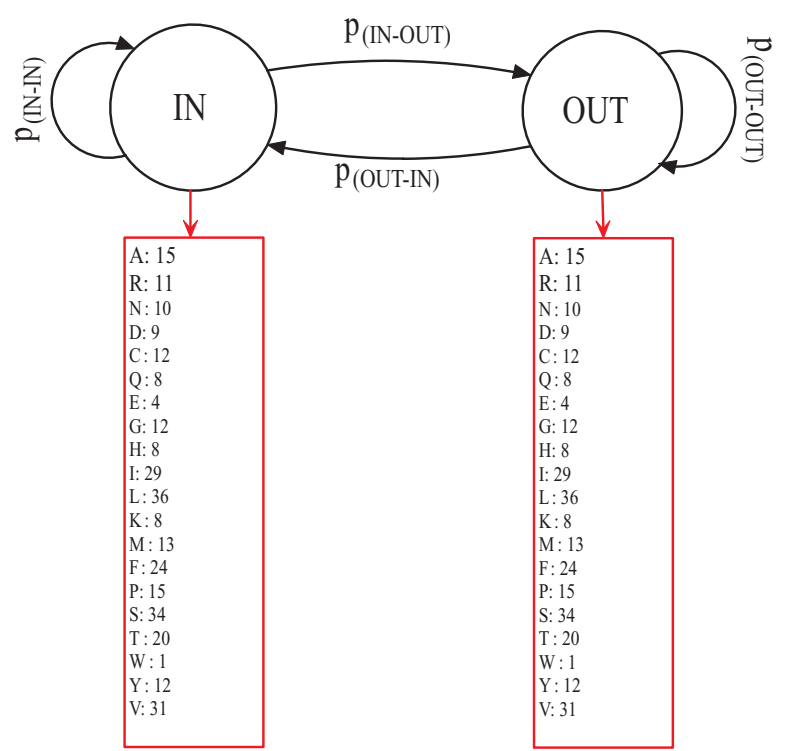 p(IN-OUT)
p(IN-IN)
IN
OUT
p(OUT-OUT)
p(OUT-IN)
A: 15
R: 11
N: 10
D: 9
C: 12
Q: 8
E: 4
G: 12
H: 8
I: 29
L: 36
K: 8
M: 13
F: 24
P: 15
S: 34
T: 20
W: 1
Y: 12
V: 31
A: 15
R: 11
N: 10
D: 9
C: 12
Q: 8
E: 4
G: 12
H: 8
I: 29
L: 36
K: 8
M: 13
F: 24
P: 15
S: 34
T: 20
W: 1
Y: 12
V: 31